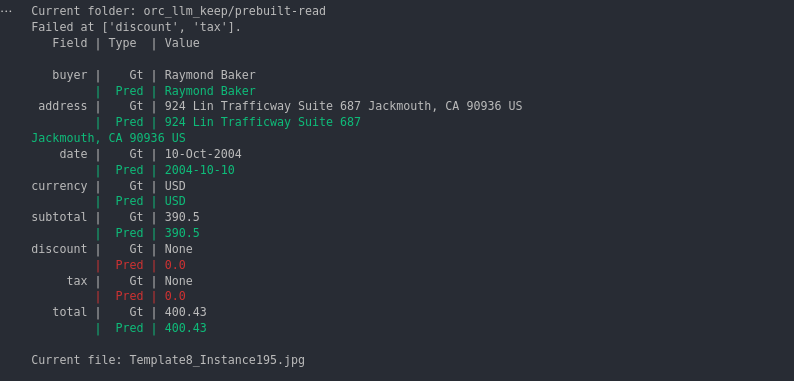 ...
Current folder: orc_llm_keep/prebuilt-read
Failed at ['discount', 'tax'].
Field | Type | Value
buyer | Gt | Raymond Baker
| Pred | Raymond Baker
address | Gt | 924 Lin Trafficway Suite 687 Jackmouth, CA 90936 US
| Pred | 924 Lin Trafficway Suite 687
Jackmouth, CA 90936 US
date | Gt | 10-Oct-2004
| Pred | 2004-10-10
currency | Gt | USD
| Pred | USD
subtotal | Gt | 390.5
| Pred | 390.5
discount | Gt | None
| Pred | 0.0
tax | Gt | None
| Pred | 0.0
total | Gt | 400.43
| Pred | 400.43
Current file: Template8_Instance195.jpg